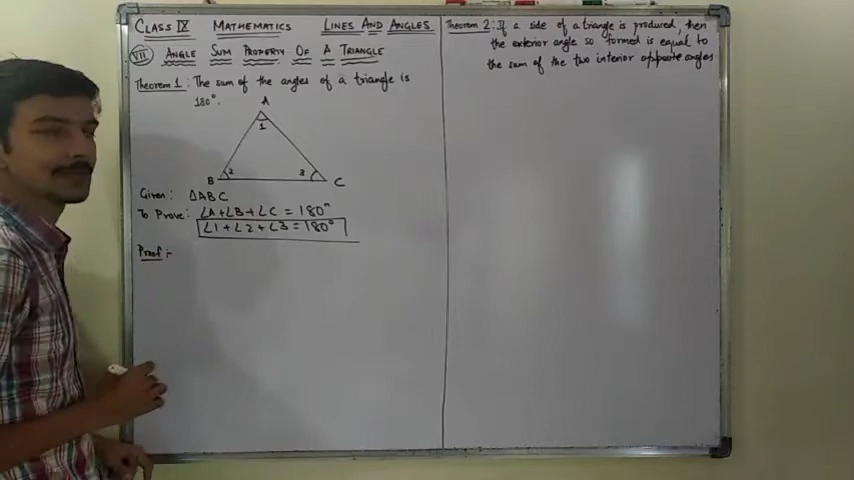 CLASS IX MATHEMATICS LINES AND ANGLES
VII ANGLE SUM PROPERTY OF A TRIANGLE
Theorem 1: The sum of the angles of a triangle is
180°.
A
1
B 2 3 C
Given: ΔABC
To Prove: ∠A+∠B+∠C = 180°
∠1+∠2+∠3 = 180°
Proof :-
Theorem 2: If a side of a triangle is produced, then
the exterior angle so formed is equal to
the sum of the two interior opposite angles